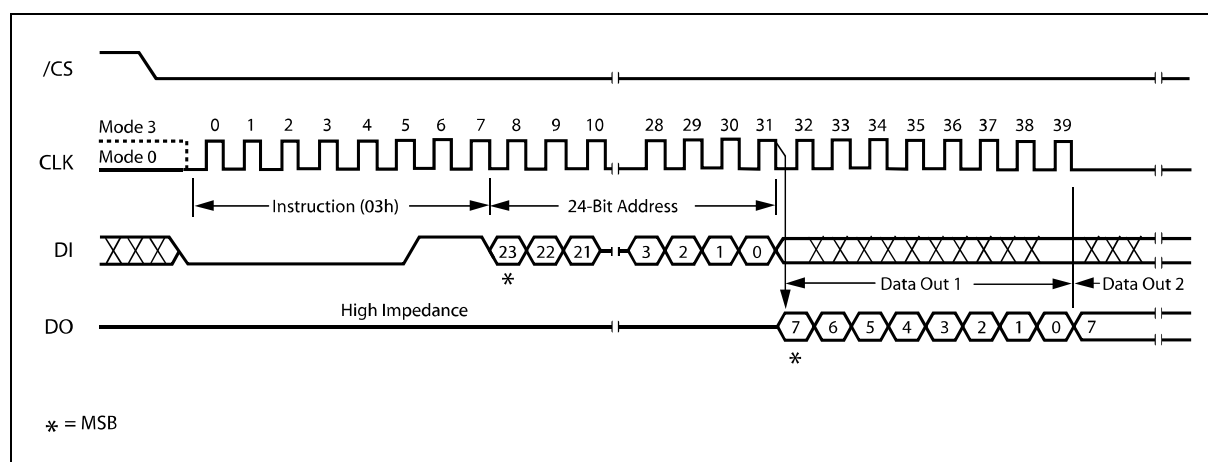 /CS
Mode 3
0 1 2 3 4 5 6 7 8 9 10 28 29 30 31 32 33 34 35 36 37 38 39
CLK
Mode 0
Instruction (03h)
24-Bit Address
DI
23 22 21 3 2 1 0
*
Data Out 1
Data Out 2
High Impedance
DO
7 6 5 4 3 2 1 0 7
*
* = MSB